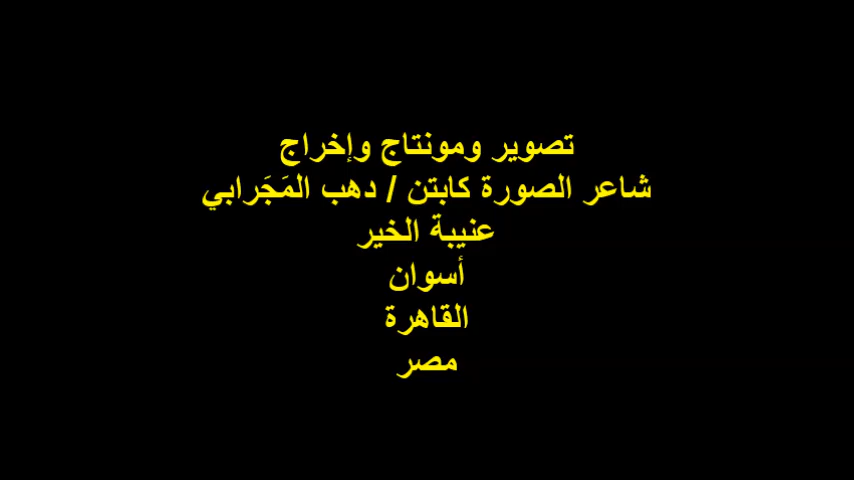 تصوير ومونتاج وإخراج
شاعر الصورة كابتن / دهب المَجَرابي
عنيبة الخير
أسوان
القاهرة
مصر